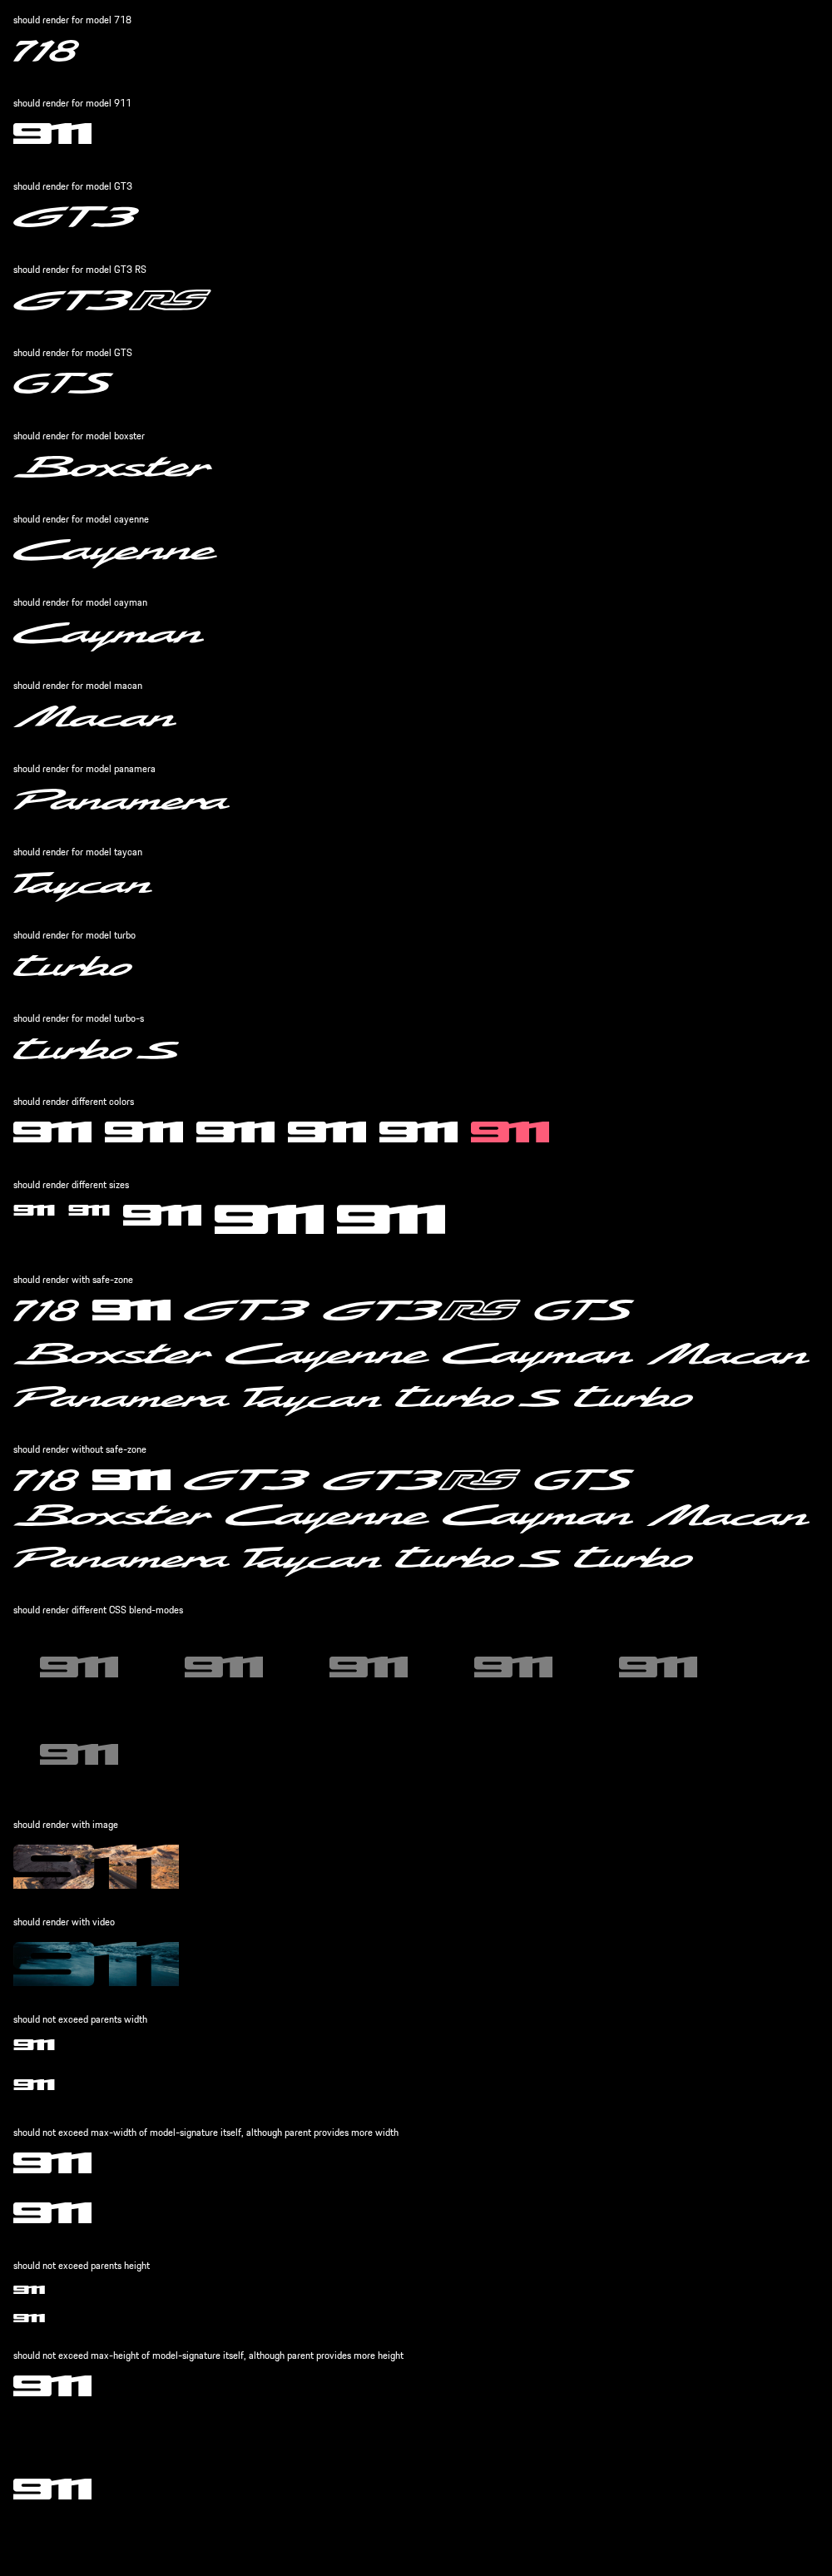 should render for model 718
718
should render for model 911
911
should render for model GT3
GT3
should render for model GT3 RS
GT3RS
should render for model GTS
GTS
should render for model boxster
Boxster
should render for model cayenne
Cayenne
should render for model cayman
Cayman
should render for model macan
Macan
should render for model panamera
Panamera
should render for model taycan
Taycan
should render for model turbo
turbo
should render for model turbo-s
turbo S
should render different colors
911 911 911 911 911 911
should render different sizes
911 911 911 911 911
should render with safe-zone
718 911 GT3 GT3RS GTS
Boxster Cayenne Cayman Macan
Panamera Taycan turbo S turbo
should render without safe-zone
718 911 GT3 GT3RS GTS
Boxster Cayenne Cayman Macan
Panamera Taycan turbo S turbo
should render different CSS blend-modes
911 911 911 911 911
911
should render with image
911
should render with video
911
should not exceed parents width
911
911
should not exceed max-width of model-signature itself, although parent provides more width
911
911
should not exceed parents height
911
911
should not exceed max-height of model-signature itself, although parent provides more height
911
911